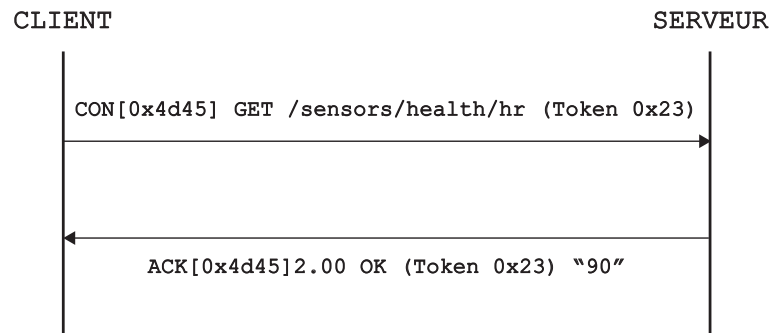 CLIENT
SERVEUR
CON[0x4d45] GET /sensors/health/hr (Token 0x23)
ACK[0x4d45]2.00 OK (Token 0x23) “90”